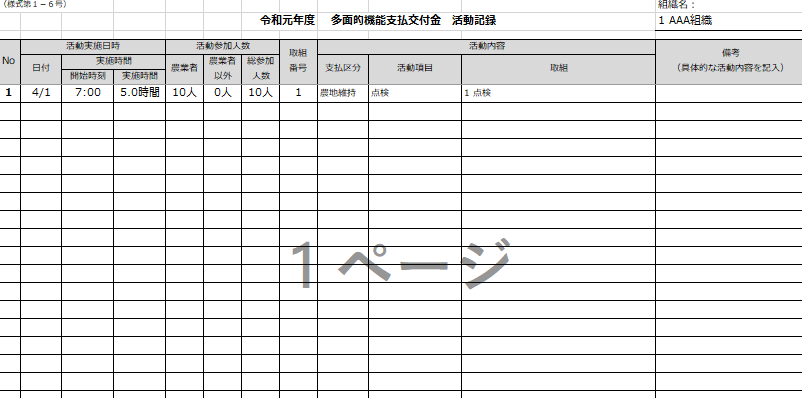 （様式第１－６号）
組織名：
令和元年度 多面的機能支払交付金 活動記録
1 AAA組織
No 活動実施日時 活動参加人数 取組番号 活動内容 備考（具体的な活動内容を記入）
日付 実施時間 農業者 農業者以外 総参加人数 支払区分 活動項目 取組
開始時刻 実施時間
1 4/1 7:00 5.0時間 10人 0人 10人 1 農地維持 点検 1 点検
1 ページ